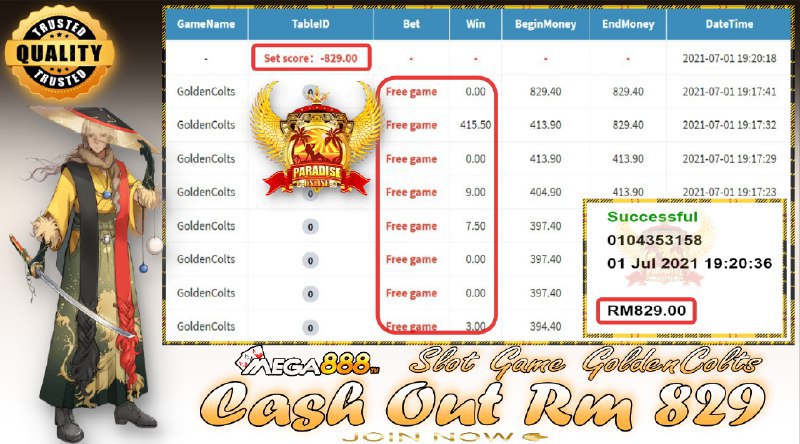 TRUSTED
QUALITY
TRUSTED
GameName TableID Bet Win BeginMoney EndMoney DateTime
- Set score: -829.00 - - - - 2021-07-01 19:20:18
GoldenColts 0 Free game 0.00 829.40 829.40 2021-07-01 19:17:41
GoldenColts Free game 415.50 413.90 829.40 2021-07-01 19:17:32
GoldenColts Free game 0.00 413.90 413.90 2021-07-01 19:17:29
GoldenColts 0 Free game 9.00 404.90 413.90 2021-07-01 19:17:23
GoldenColts 0 Free game 7.50 397.40
GoldenColts 0 Free game 0.00 397.40
GoldenColts 0 Free game 0.00 397.40
GoldenColts 0 Free game 3.00 394.40
PARADISE
ONLINE
Successful
0104353158
01 Jul 2021 19:20:36
RM829.00
MEGA888 TM Slot Game GoldenColts
Cash Out Rm 829
JOIN NOW